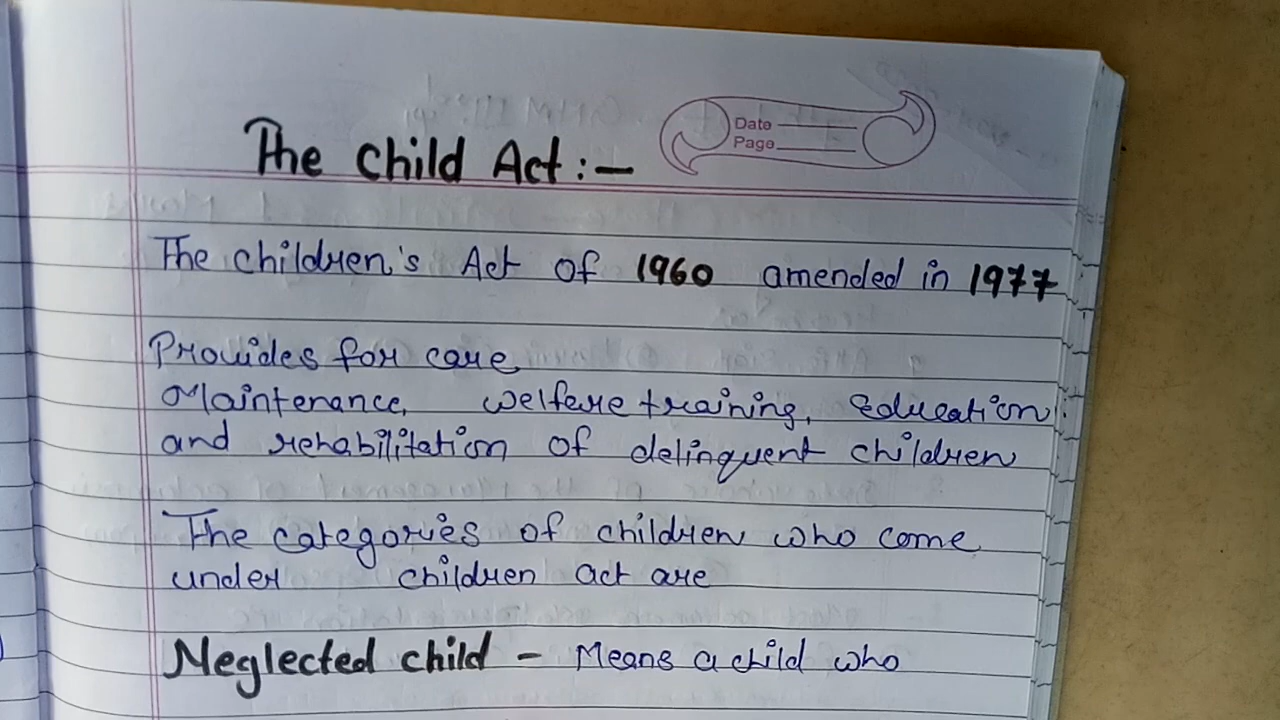 The Child Act :-
Date
Page
The children's Act of 1960 amended in 1977
Provides for care
Maintenance, welfare training, Education
and rehabilitation of delinquent children
The categories of children who come
under children act are
Neglected child - Means a child who